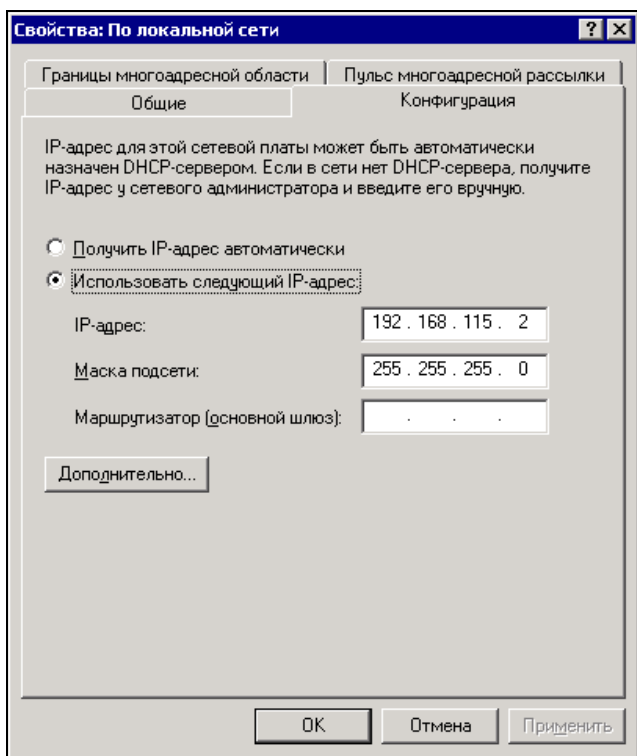 Свойства: По локальной сети
Границы многоадресной области
Пульс многоадресной рассылки
Общие
Конфигурация
IP-адрес для этой сетевой платы может быть автоматически
назначен DHCP-сервером. Если в сети нет DHCP-сервера, получите
IP-адрес у сетевого администратора и введите его вручную.
Получить IP-адрес автоматически
Использовать следующий IP-адрес:
IP-адрес: 192 . 168 . 115 . 2
Маска подсети: 255 . 255 . 255 . 0
Маршрутизатор (основной шлюз): . . .
Дополнительно...
OK
Отмена
Применить